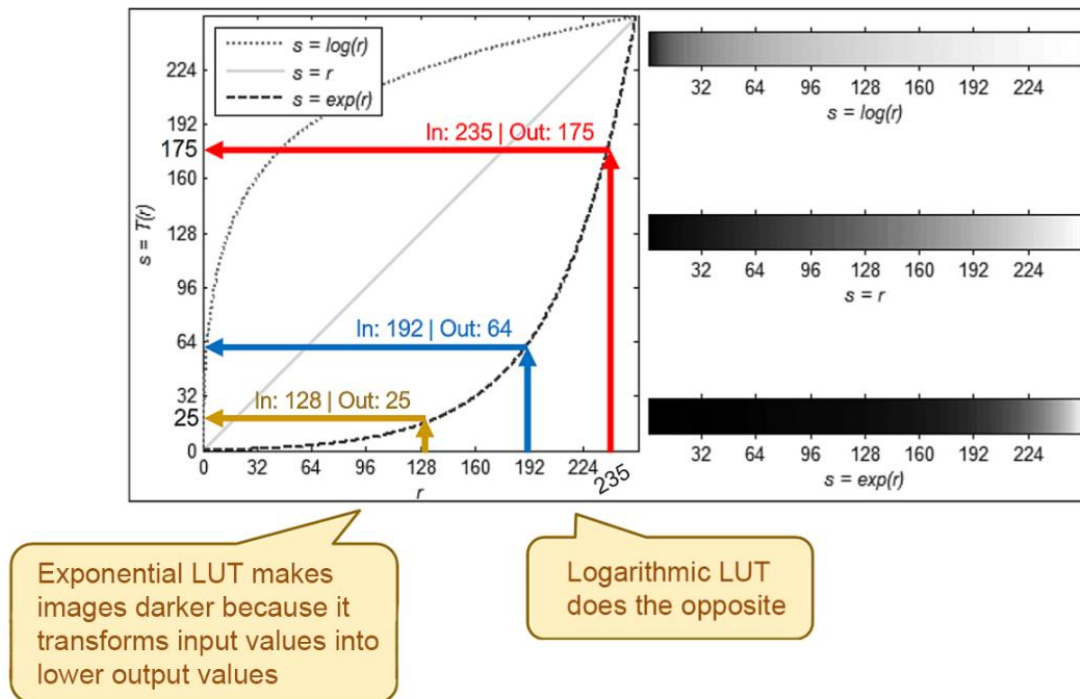 s = log(r)
s = r
s = exp(r)
224
192
175
160
128
96
64
32
25
0
s = T(r)
In: 235 | Out: 175
In: 192 | Out: 64
In: 128 | Out: 25
0 32 64 96 128 160 192 224 235
r
32 64 96 128 160 192 224
s = log(r)
32 64 96 128 160 192 224
s = r
32 64 96 128 160 192 224
s = exp(r)
Exponential LUT makes
images darker because it
transforms input values into
lower output values
Logarithmic LUT
does the opposite